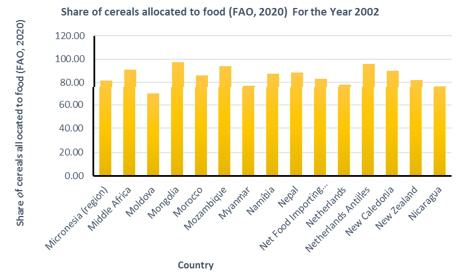 Share of cereals allocated to food (FAO, 2020)  For the Year 2002
Share of cereals allocated to food (FAO, 2020)
120.00
100.00
80.00
60.00
40.00
20.00
0.00
Micronesia (region)
Middle Africa
Moldova
Mongolia
Morocco
Mozambique
Myanmar
Namibia
Nepal
Net Food Importing...
Netherlands
Netherlands Antilles
New Caledonia
New Zealand
Nicaragua
Country